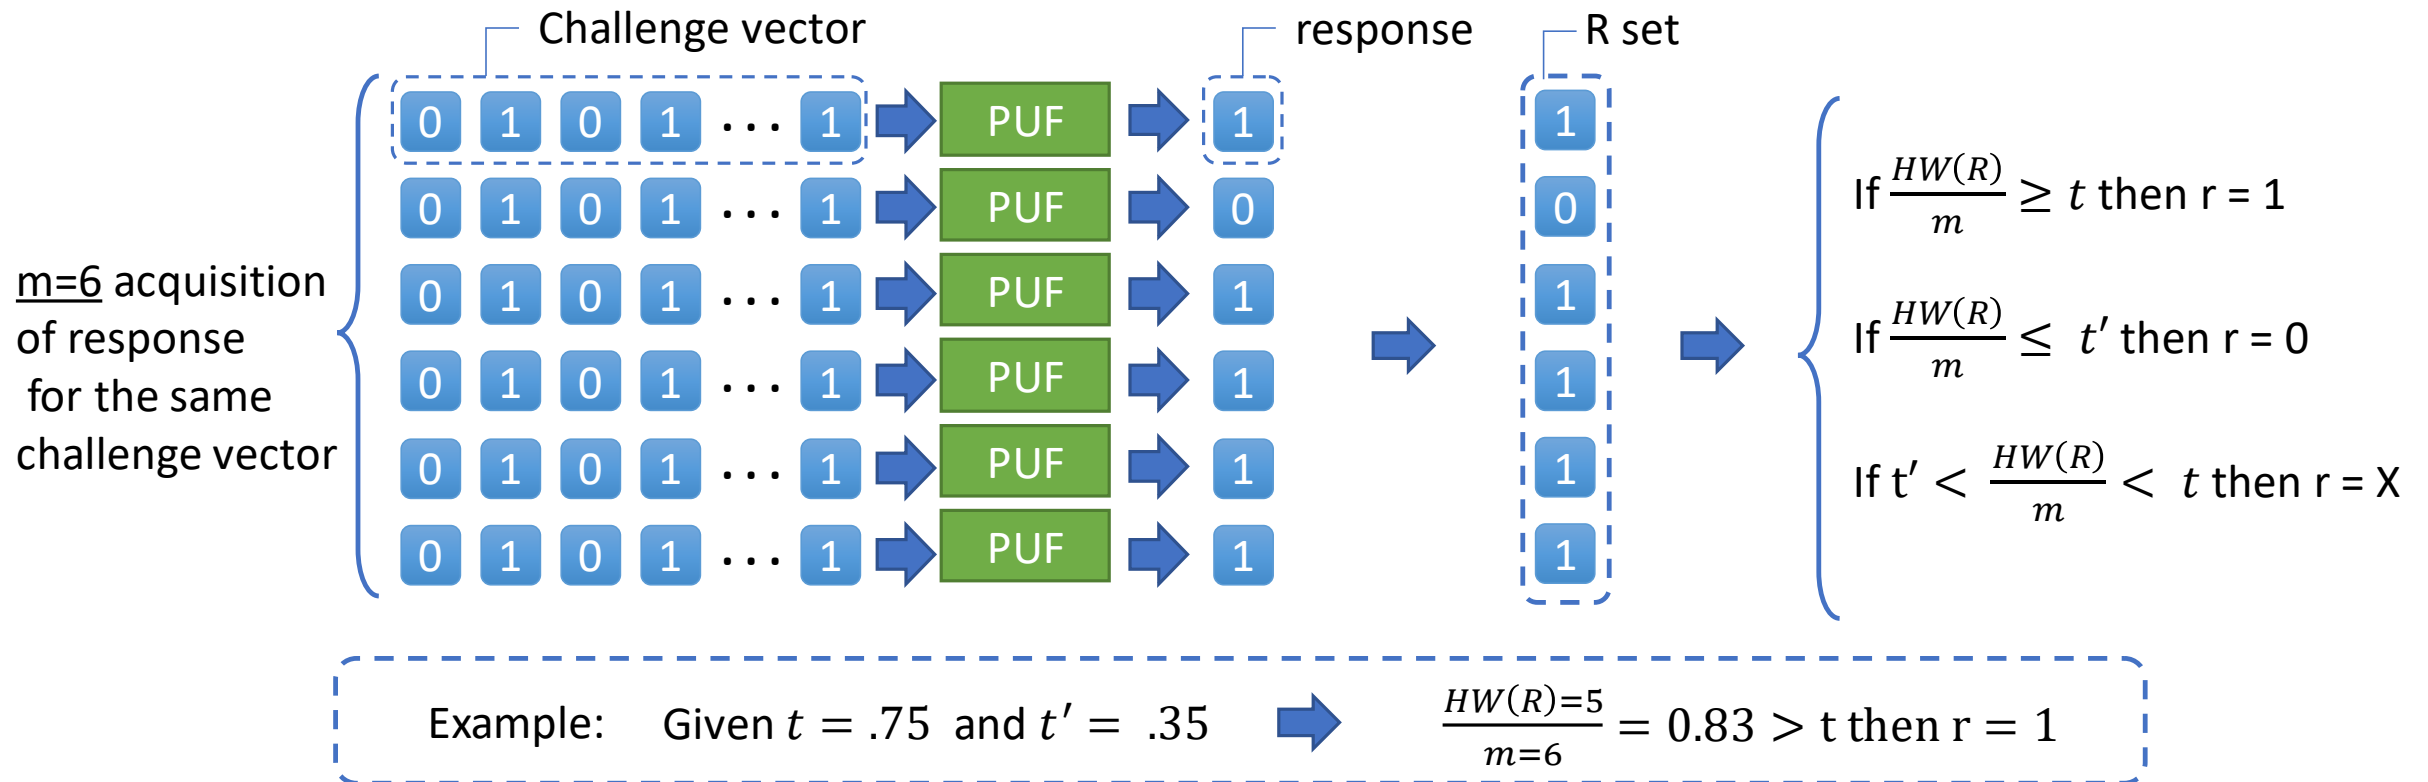 Challenge vector response R set
0 1 0 1 ... 1 PUF 1 1
0 1 0 1 ... 1 PUF 0 0
0 1 0 1 ... 1 PUF 1 1
0 1 0 1 ... 1 PUF 1 1
0 1 0 1 ... 1 PUF 1 1
0 1 0 1 ... 1 PUF 1 1
m=6 acquisition
of response
for the same
challenge vector
If HW(R)/m ≥ t then r = 1
If HW(R)/m ≤ t′ then r = 0
If t′ < HW(R)/m < t then r = X
Example: Given t = .75 and t′ = .35 HW(R)=5/m=6 = 0.83 > t then r = 1